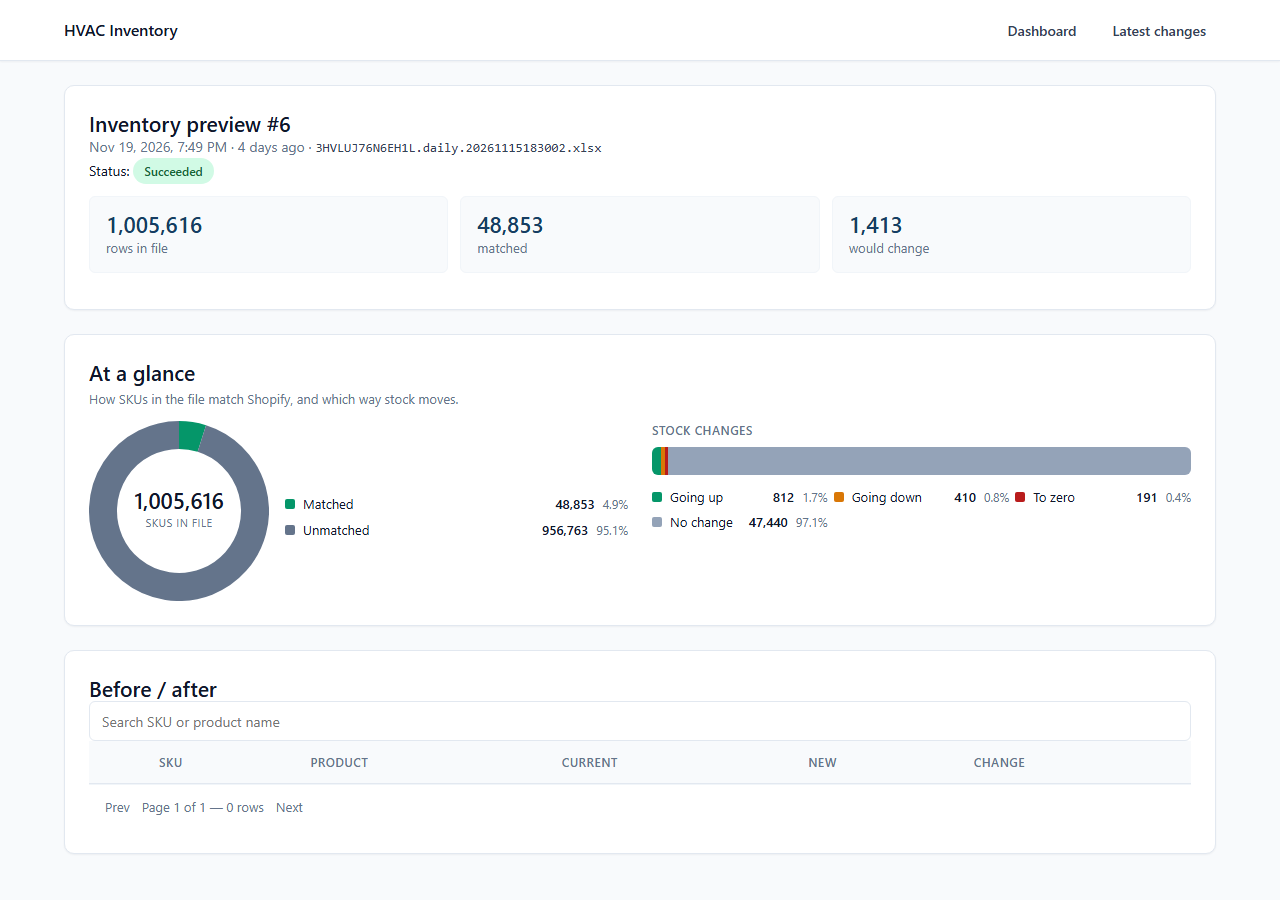 HVAC Inventory
Dashboard
Latest changes
Inventory preview #6
Nov 19, 2026, 7:49 PM · 4 days ago · 3HVLUJ76N6EH1L.daily.20261115183002.xlsx
Status: Succeeded
1,005,616
rows in file
48,853
matched
1,413
would change
At a glance
How SKUs in the file match Shopify, and which way stock moves.
1,005,616
SKUS IN FILE
Matched 48,853 4.9%
Unmatched 956,763 95.1%
STOCK CHANGES
Going up 812 1.7% Going down 410 0.8% To zero 191 0.4%
No change 47,440 97.1%
Before / after
Search SKU or product name
SKU PRODUCT CURRENT NEW CHANGE
Prev Page 1 of 1 — 0 rows Next